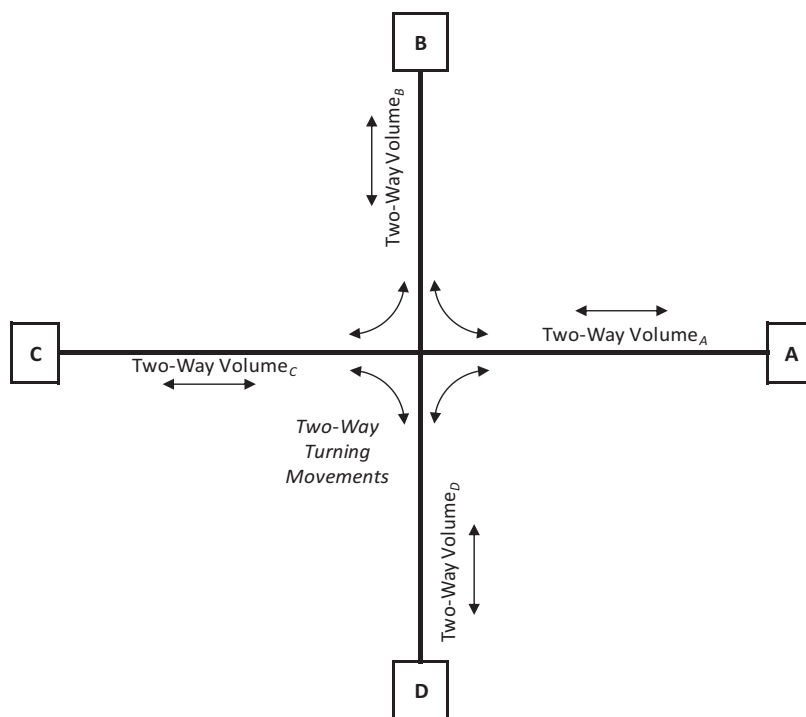 B
Two-Way Volume_B
Two-Way Volume_A
C
A
Two-Way Volume_C
Two-Way
Turning
Movements
Two-Way Volume_D
D